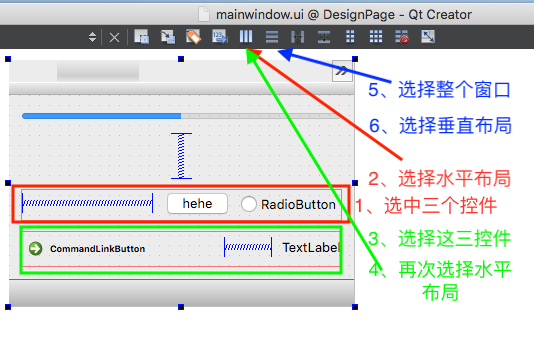 mainwindow.ui @ DesignPage - Qt Creator
5、选择整个窗口
6、选择垂直布局
2、选择水平布局
hehe
RadioButton
1、选中三个控件
CommandLinkButton
TextLabel
3、选择这三控件
4、再次选择水平
布局